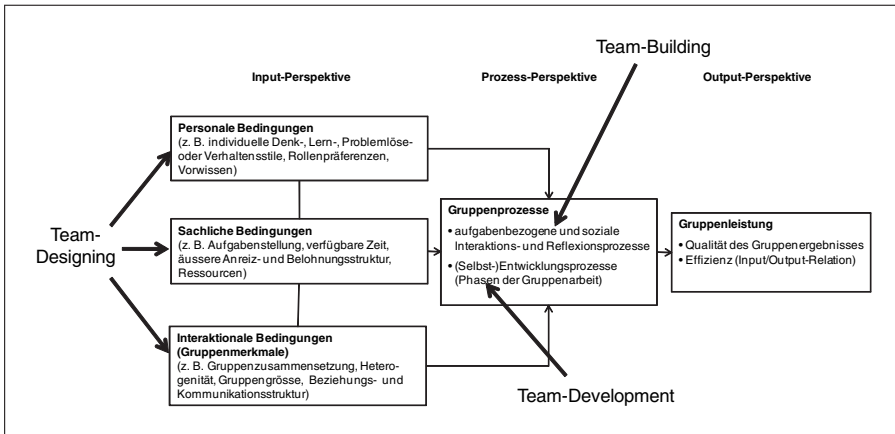 Team-Building
Input-Perspektive
Prozess-Perspektive
Output-Perspektive
Personale Bedingungen
(z. B. individuelle Denk-, Lern-, Problemlöse-
oder Verhaltensstile, Rollenpräferenzen,
Vorwissen)
Team-
Designing
Sachliche Bedingungen
(z. B. Aufgabenstellung, verfügbare Zeit,
äussere Anreiz- und Belohnungsstruktur,
Ressourcen)
Interaktionale Bedingungen
(Gruppenmerkmale)
(z. B. Gruppenzusammensetzung, Hetero-
genität, Gruppengrösse, Beziehungs- und
Kommunikationsstruktur)
Gruppenprozesse
• aufgabenbezogene und soziale
Interaktions- und Reflexionsprozesse
• (Selbst-)Entwicklungsprozesse
(Phasen der Gruppenarbeit)
Gruppenleistung
• Qualität des Gruppenergebnisses
• Effizienz (Input/Output-Relation)
Team-Development